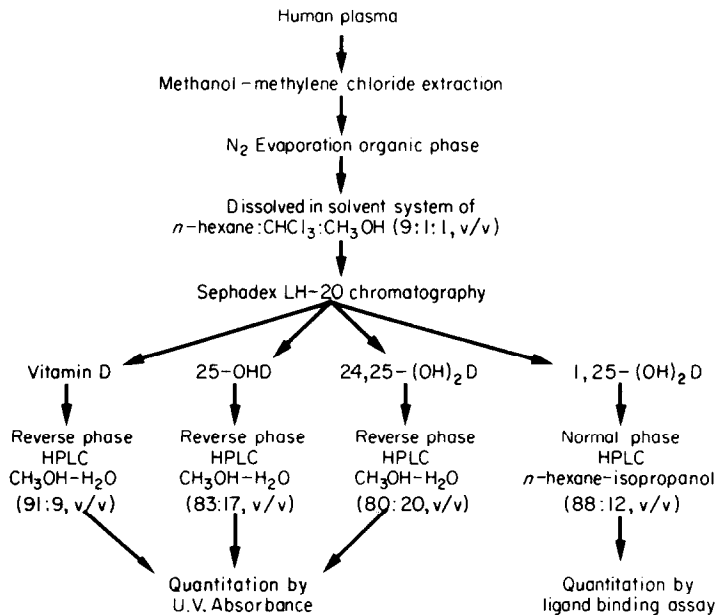 Human plasma
Methanol-methylene chloride extraction
N₂ Evaporation organic phase
Dissolved in solvent system of
n-hexane:CHCl₃:CH₃OH (9:1:1, v/v)
Sephadex LH-20 chromatography
Vitamin D
25-OHD
24,25-(OH)₂D
1,25-(OH)₂D
Reverse phase
HPLC
CH₃OH-H₂O
(91:9, v/v)
Reverse phase
HPLC
CH₃OH-H₂O
(83:17, v/v)
Reverse phase
HPLC
CH₃OH-H₂O
(80:20, v/v)
Normal phase
HPLC
n-hexane-isopropanol
(88:12, v/v)
Quantitation by
U.V. Absorbance
Quantitation by
ligand binding assay